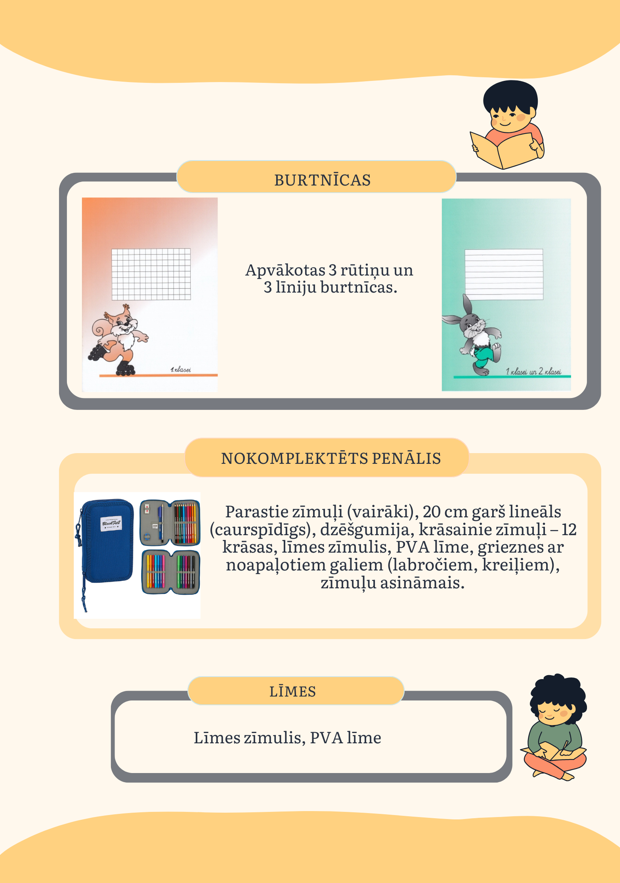 BURTNĪCAS
Apvākotas 3 rūtiņu un
3 līniju burtnīcas.
1 klasei
1 klasei un 2 klasei
NOKOMPLEKTĒTS PENĀLIS
Parastie zīmuļi (vairāki), 20 cm garš lineāls
(caurspīdīgs), dzēšgumija, krāsainie zīmuļi – 12
krāsas, līmes zīmulis, PVA līme, grieznes ar
noapaļotiem galiem (labročiem, kreiļiem),
zīmuļu asināmais.
LĪMES
Līmes zīmulis, PVA līme